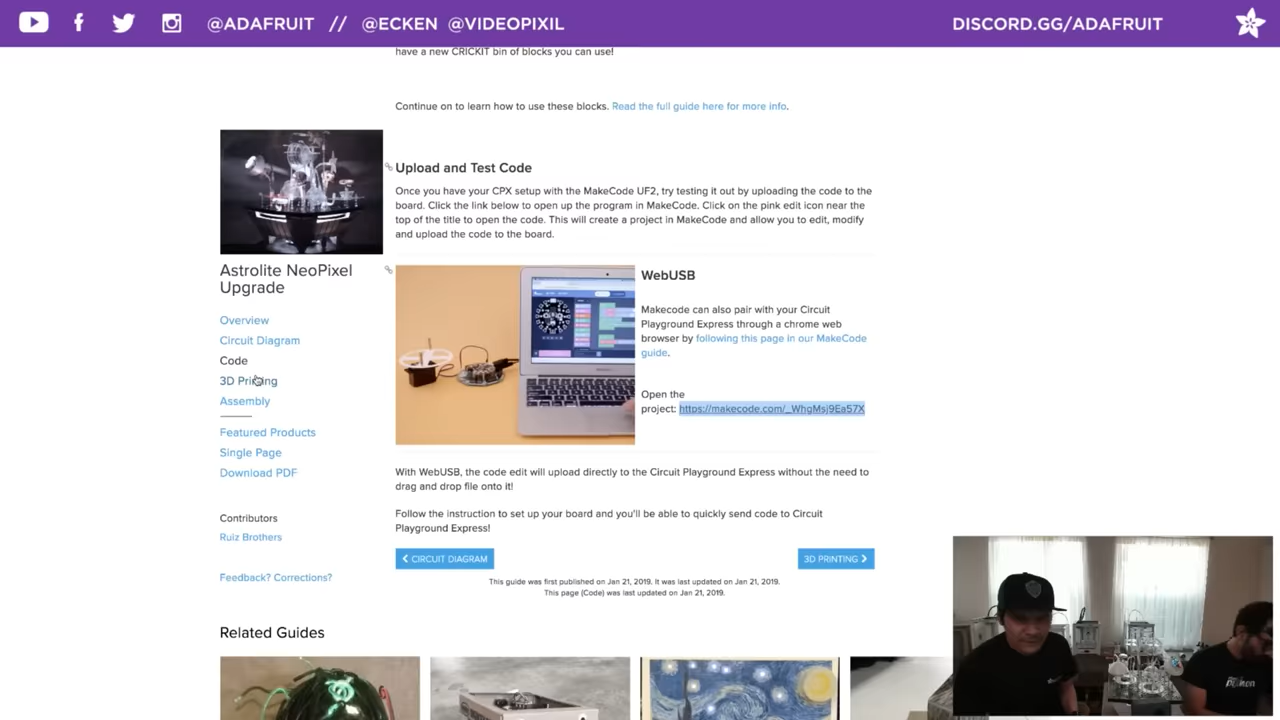 @ADAFRUIT // @ECKEN @VIDEOPIXIL
DISCORD.GG/ADAFRUIT
have a new CRICKIT bin of blocks you can use!
Continue on to learn how to use these blocks. Read the full guide here for more info.
Upload and Test Code
Once you have your CPX setup with the MakeCode UF2, try testing it out by uploading the code to the
board. Click the link below to open up the program in MakeCode. Click on the pink edit icon near the
top of the title to open the code. This will create a project in MakeCode and allow you to edit, modify
and upload the code to the board.
Astrolite NeoPixel
Upgrade
Overview
Circuit Diagram
Code
3D Printing
Assembly
Featured Products
Single Page
Download PDF
Contributors
Ruiz Brothers
Feedback? Corrections?
WebUSB
Makecode can also pair with your Circuit
Playground Express through a chrome web
browser by following this page in our MakeCode
guide.
Open the
project: https://makecode.com/_WhgMsj9Ea57X
With WebUSB, the code edit will upload directly to the Circuit Playground Express without the need to
drag and drop file onto it!
Follow the instruction to set up your board and you'll be able to quickly send code to Circuit
Playground Express!
CIRCUIT DIAGRAM
3D PRINTING
This guide was first published on Jan 21, 2019. It was last updated on Jan 21, 2019.
This page (Code) was last updated on Jan 21, 2019.
Related Guides